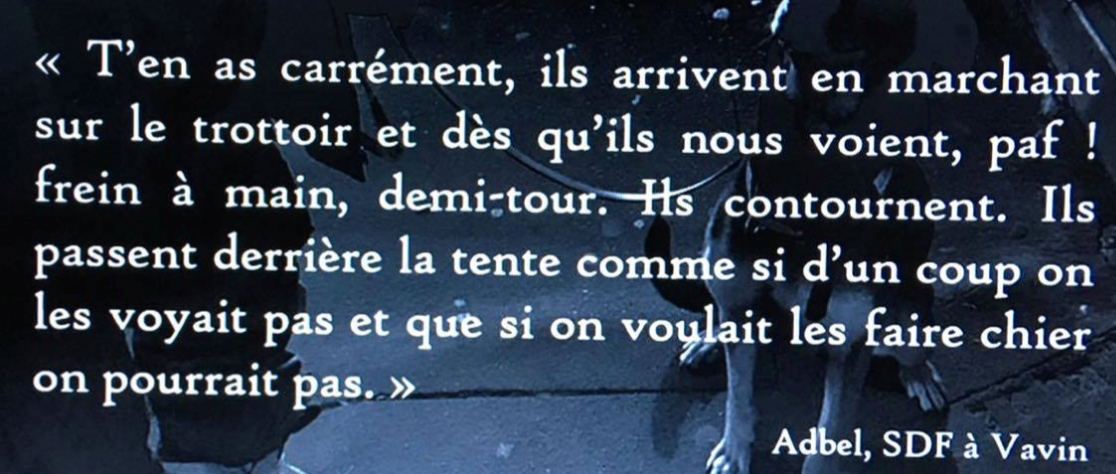 « T'en as carrément, ils arrivent en marchant
sur le trottoir et dès qu'ils nous voient, paf !
frein à main, demi-tour. Ils contournent. Ils
passent derrière la tente comme si d'un coup on
les voyait pas et que si on voulait les faire chier
on pourrait pas. »
Adbel, SDF à Vavin